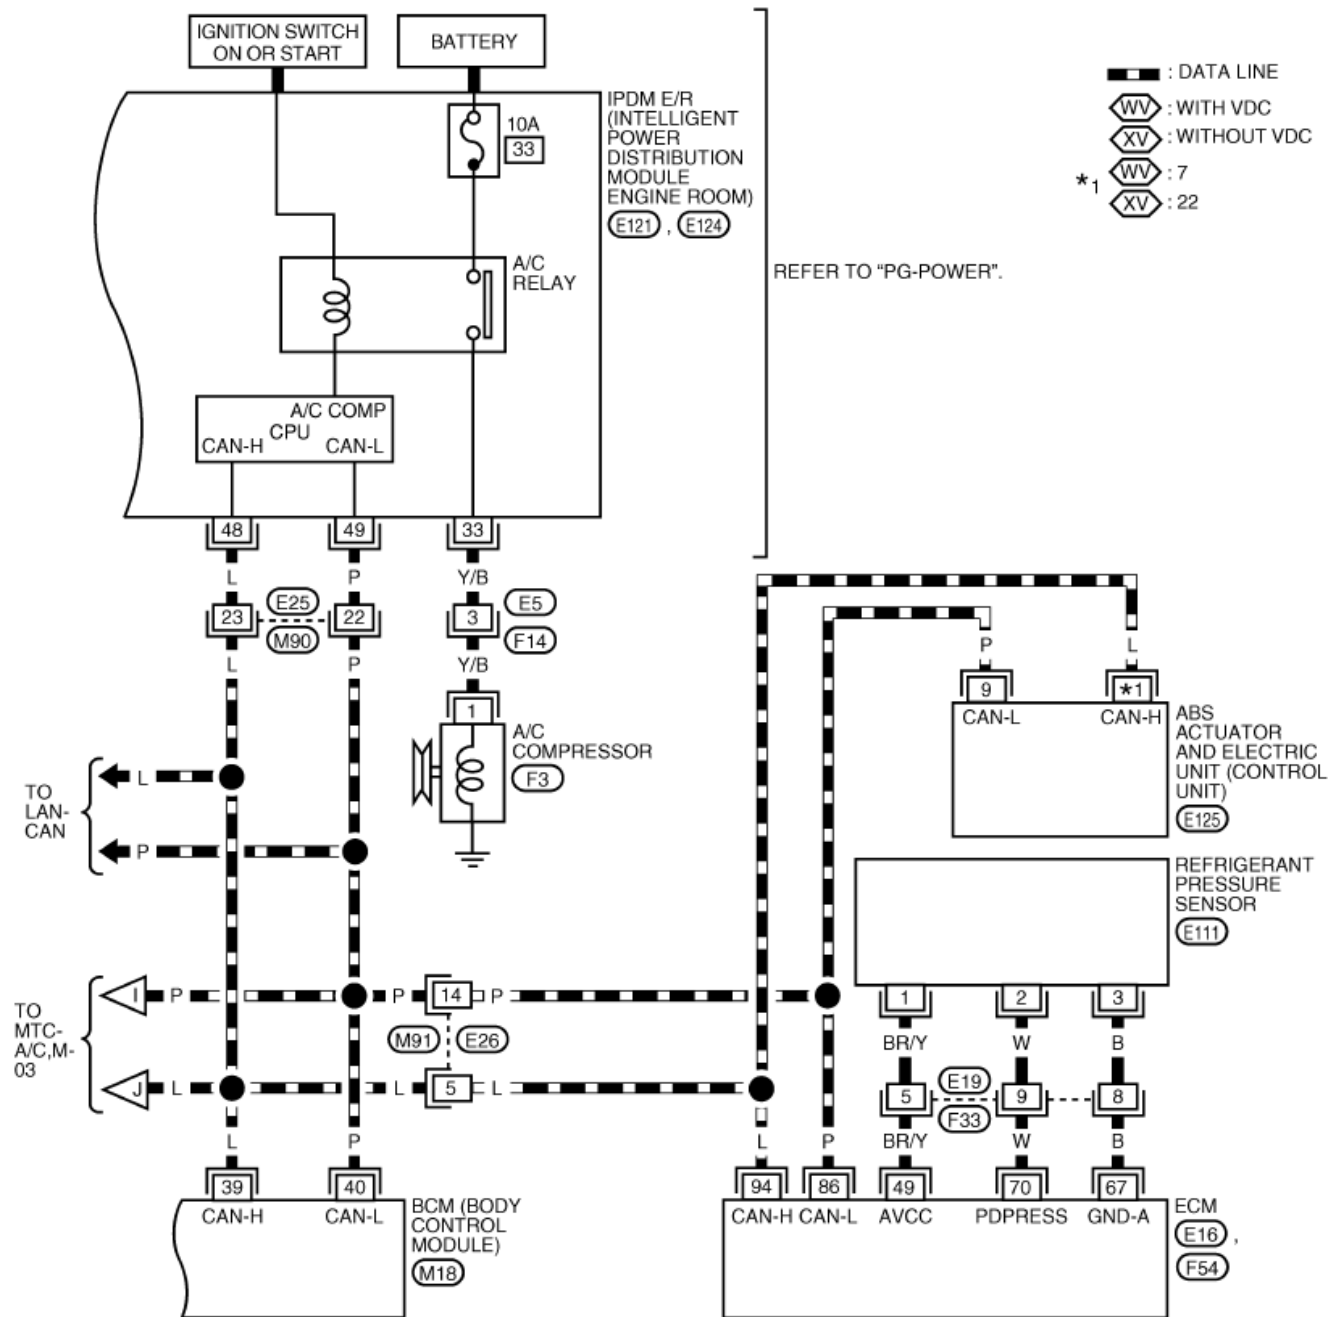 IGNITION SWITCH
ON OR START
BATTERY
: DATA LINE
WV : WITH VDC
XV : WITHOUT VDC
*1
WV : 7
XV : 22
10A
33
IPDM E/R
(INTELLIGENT
POWER
DISTRIBUTION
MODULE
ENGINE ROOM)
E121 , E124
A/C
RELAY
REFER TO “PG-POWER”.
A/C COMP
CPU
CAN-H CAN-L
48 49 33
L P Y/B
23 E25 22 3 E5
M90 F14
L P Y/B
1
A/C
COMPRESSOR
F3
P L
9 *1
CAN-L CAN-H
ABS
ACTUATOR
AND ELECTRIC
UNIT (CONTROL
UNIT)
E125
TO
LAN-
CAN
L
P
REFRIGERANT
PRESSURE
SENSOR
E111
TO
MTC-
A/C,M-
03
I P P 14 P
M91 E26
J L L 5 L
1 2 3
BR/Y W B
5 E19 9 8
F33
BR/Y W B
L P L P
39 40 94 86 49 70 67
CAN-H CAN-L
BCM (BODY
CONTROL
MODULE)
M18
CAN-H CAN-L AVCC PDPRESS GND-A
ECM
E16 ,
F54